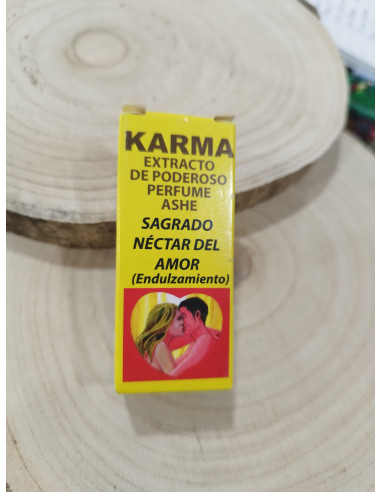 KARMA
EXTRACTO
DE PODEROSO
PERFUME
ASHE
SAGRADO
NÉCTAR DEL
AMOR
(Endulzamiento)